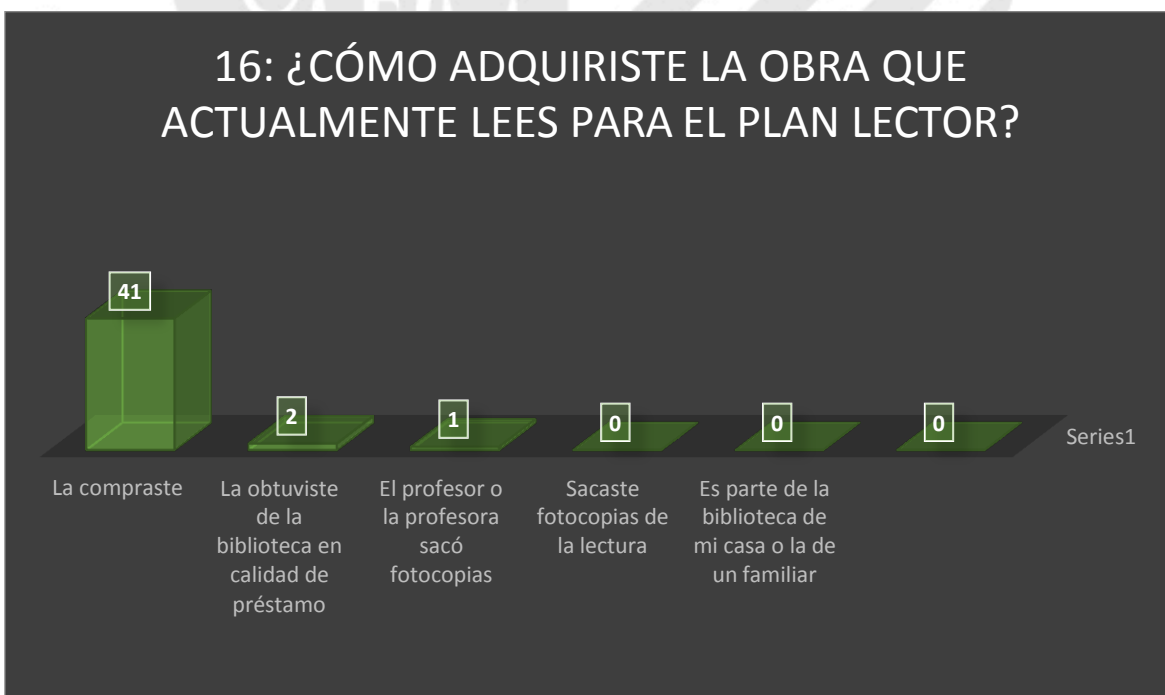 16: ¿CÓMO ADQUIRISTE LA OBRA QUE
ACTUALMENTE LEES PARA EL PLAN LECTOR?
41
2
1
0
0
0
Series1
La compraste
La obtuviste
de la
biblioteca en
calidad de
préstamo
El profesor o
la profesora
sacó
fotocopias
Sacaste
fotocopias de
la lectura
Es parte de la
biblioteca de
mi casa o la de
un familiar